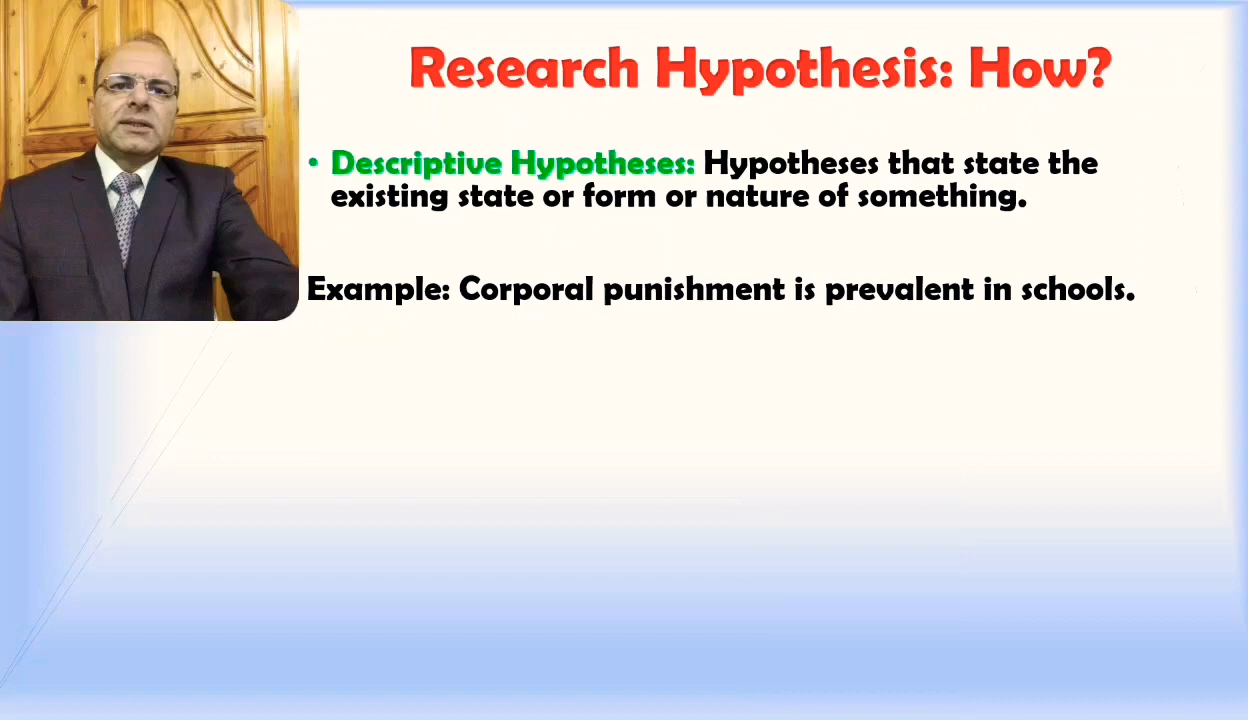 Research Hypothesis: How?
• Descriptive Hypotheses: Hypotheses that state the
existing state or form or nature of something.
Example: Corporal punishment is prevalent in schools.